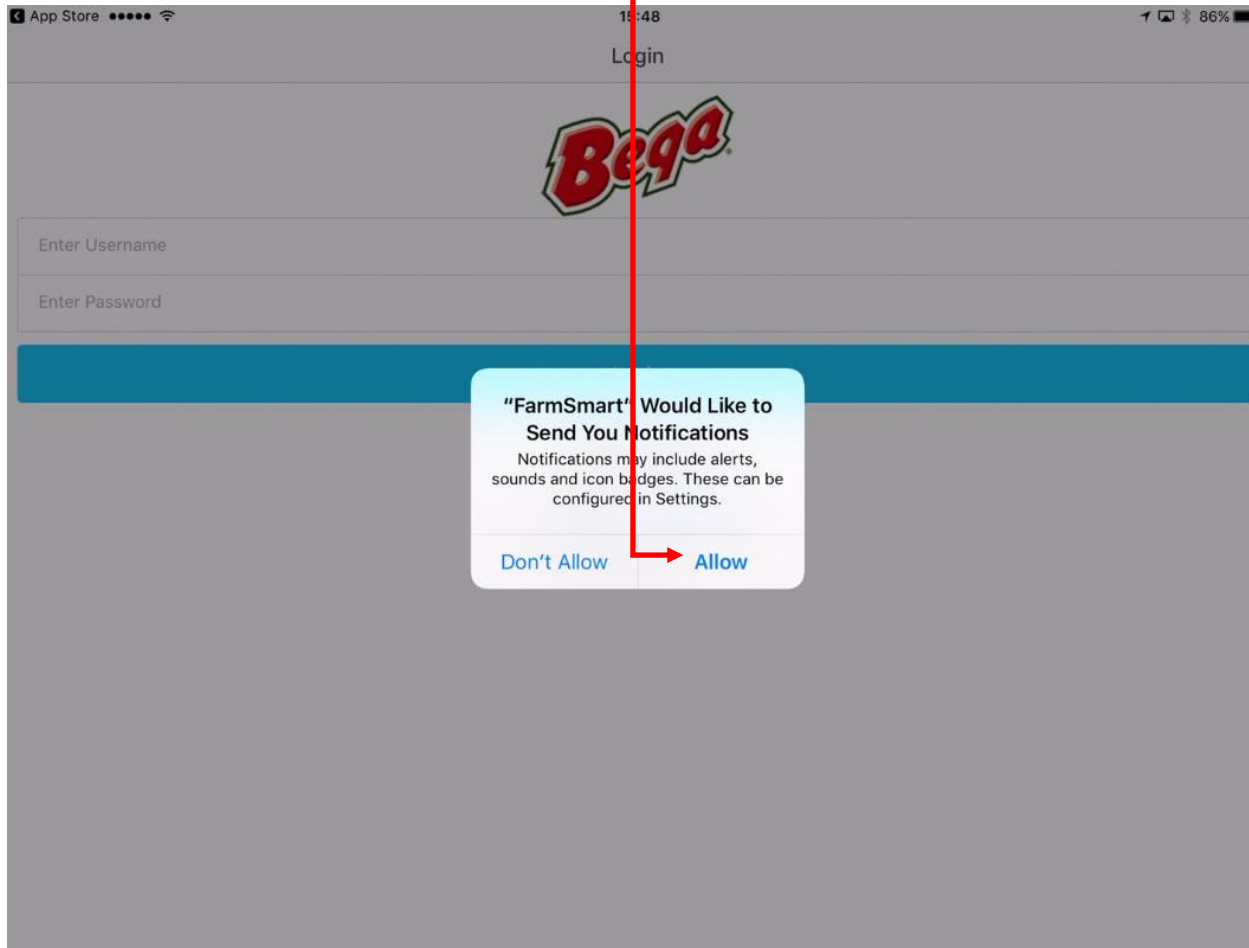 App Store 15:48 86%
Login
Bega
Enter Username
Enter Password
"FarmSmart" Would Like to
Send You Notifications
Notifications may include alerts,
sounds and icon badges. These can be
configured in Settings.
Don't Allow Allow